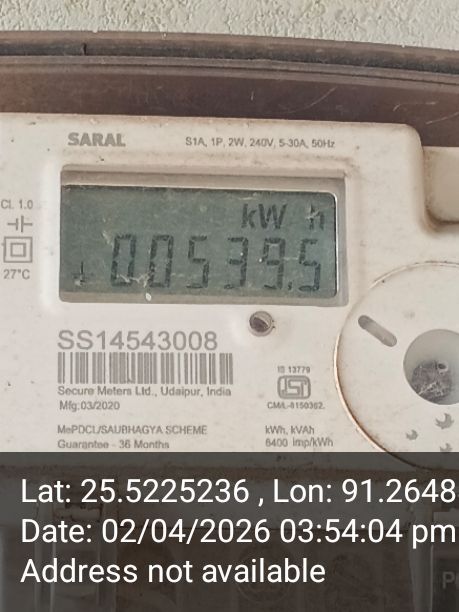 SARAL
S1A, 1P, 2W, 240V, 5-30A, 50Hz
Cl. 1.0
27°C
kW h
00539.5
SS14543008
Secure Meters Ltd., Udaipur, India
Mfg:03/2020
IS 13779
CM/L-8150362.
MePDCL/SAUBHAGYA SCHEME
Guarantee - 36 Months
kWh, kVAh
6400 imp/kWh
Lat: 25.5225236 , Lon: 91.2648
Date: 02/04/2026 03:54:04 pm
Address not available